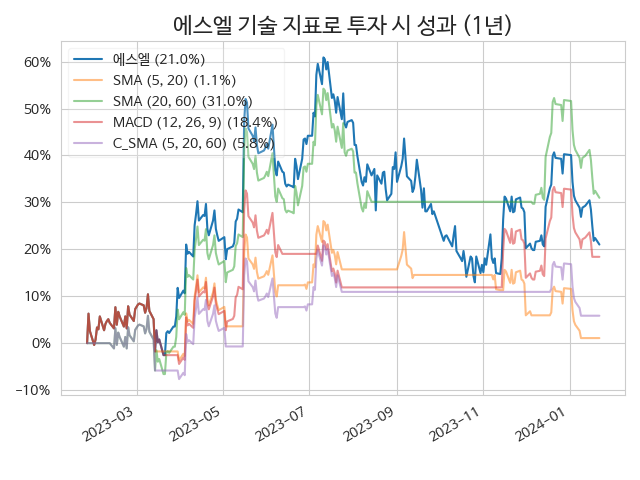 에스엘 기술 지표로 투자 시 성과 (1년)
에스엘 (21.0%)
SMA (5, 20) (1.1%)
SMA (20, 60) (31.0%)
MACD (12, 26, 9) (18.4%)
C_SMA (5, 20, 60) (5.8%)
60%
50%
40%
30%
20%
10%
0%
−10%
2023-03
2023-05
2023-07
2023-09
2023-11
2024-01